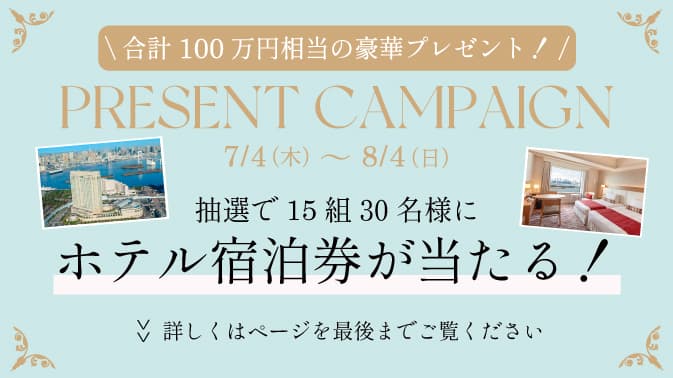 \ 合計 100 万円相当の豪華プレゼント! /
PRESENT CAMPAIGN
7/4(木) ～ 8/4(日)
抽選で 15 組 30 名様に
ホテル宿泊券が当たる!
詳しくはページを最後までご覧ください